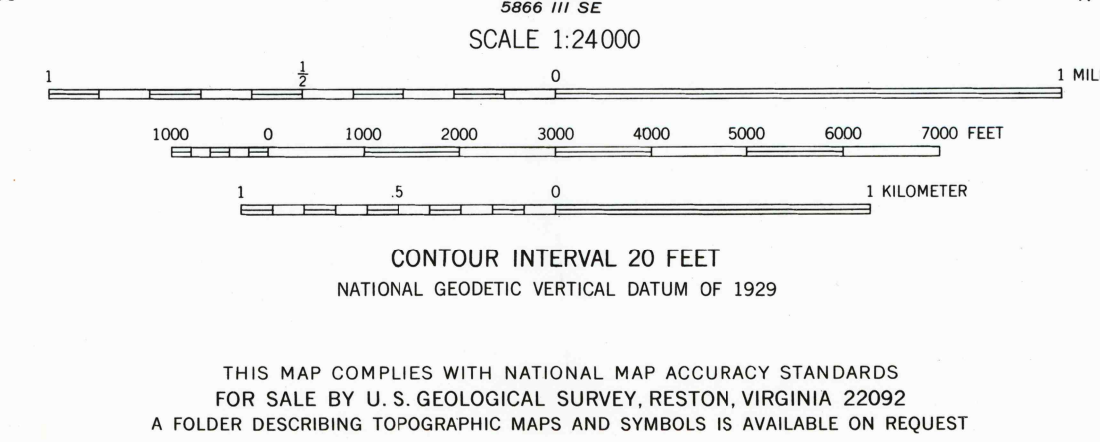 5866 III SE
SCALE 1:24 000
1 1/2 0 1
1000 0 1000 2000 3000 4000 5000 6000 7000 FEET
1 .5 0 1 KILOMETER
CONTOUR INTERVAL 20 FEET
NATIONAL GEODETIC VERTICAL DATUM OF 1929
THIS MAP COMPLIES WITH NATIONAL MAP ACCURACY STANDARDS
FOR SALE BY U. S. GEOLOGICAL SURVEY, RESTON, VIRGINIA 22092
A FOLDER DESCRIBING TOPOGRAPHIC MAPS AND SYMBOLS IS AVAILABLE ON REQUEST